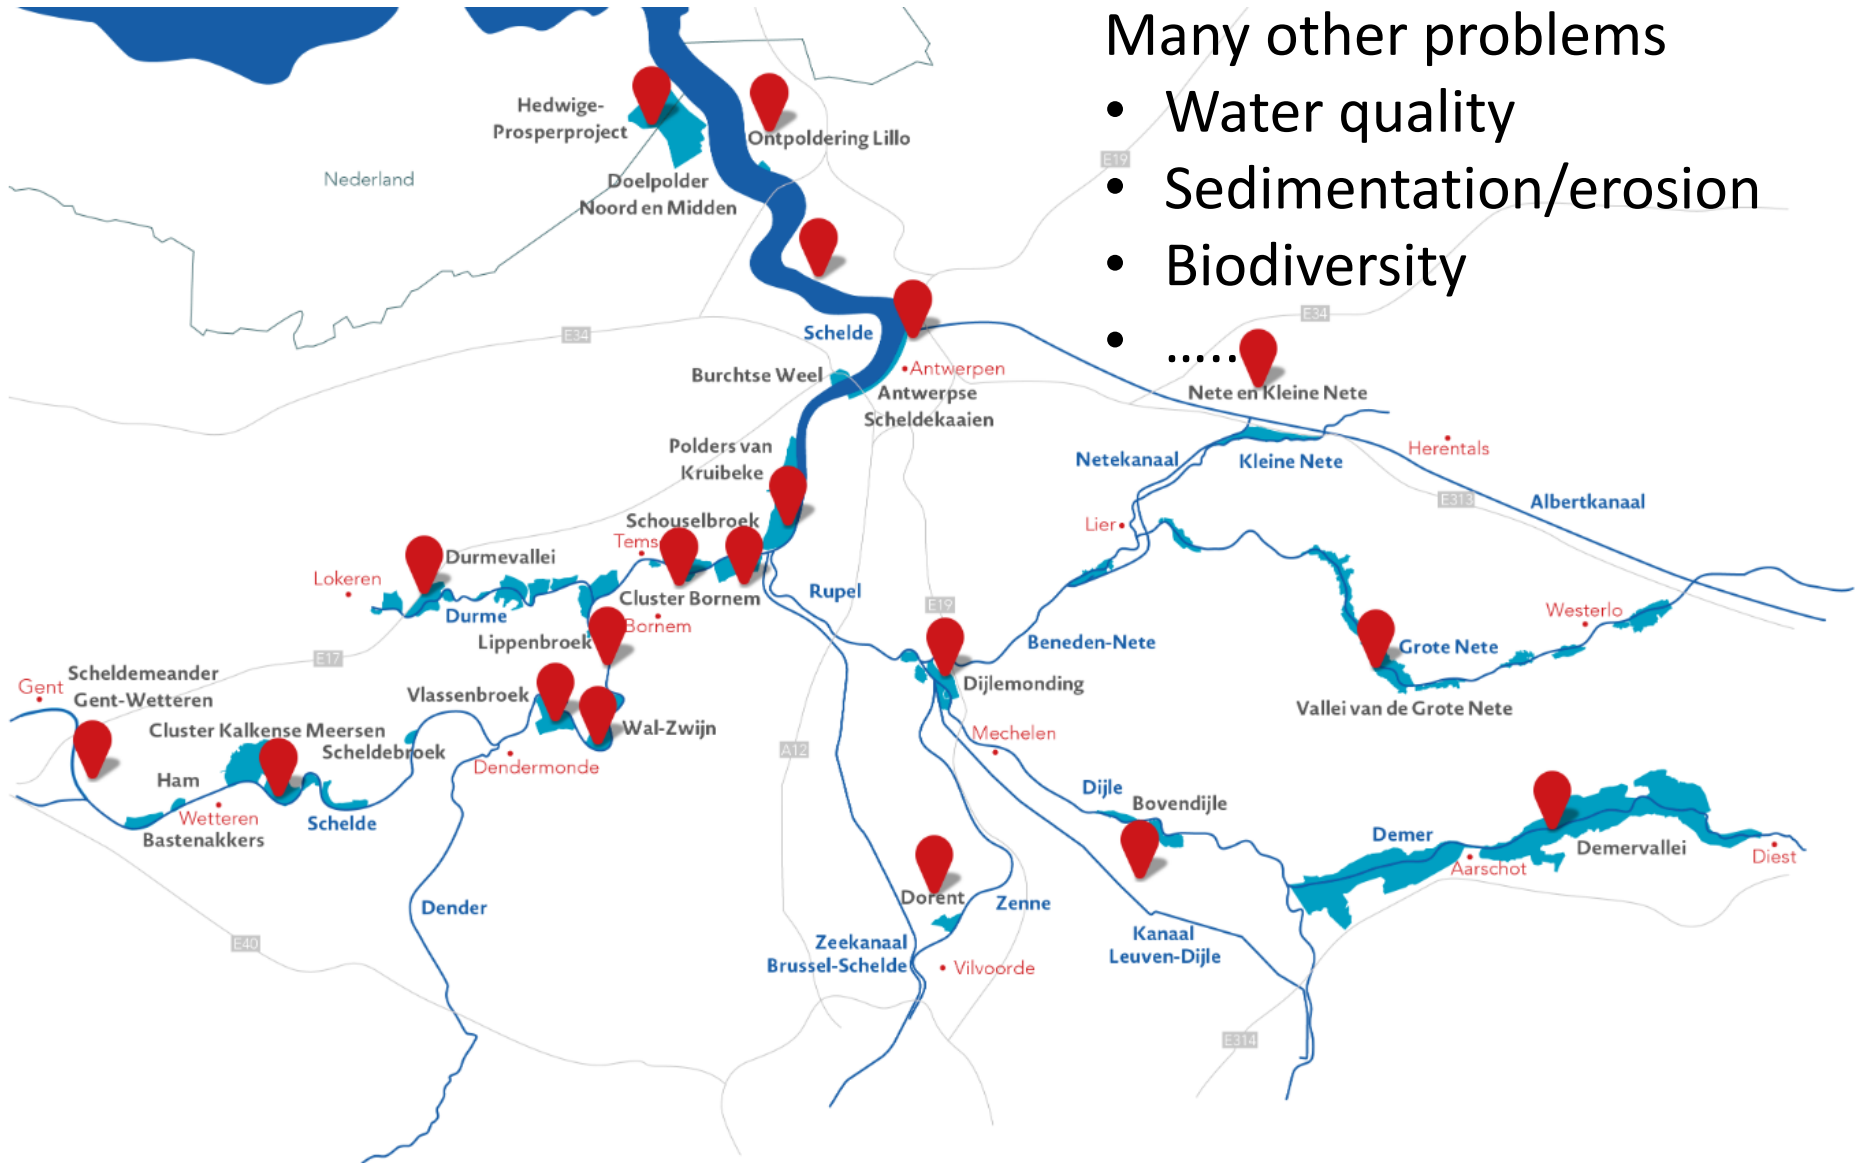 Many other problems
• Water quality
• Sedimentation/erosion
• Biodiversity
• .....
Hedwige-
Prosperproject
Ontpoldering Lillo
E19
Nederland
Doelpolder
Noord en Midden
E34
E34
Schelde
Burchtse Weel
Antwerpen
Antwerpse
Scheldekaaien
Nete en Kleine Nete
Polders van
Kruibeke
Netekanaal
Kleine Nete
Herentals
E313
Albertkanaal
Schouselbroek
Tems
Lier
Durmevallei
Lokeren
Durme
Cluster Bornem
Bornem
Rupel
E19
Lippenbroek
Beneden-Nete
Westerlo
Grote Nete
E17
Scheldemeander
Gent-Wetteren
Gent
Vlassenbroek
Dijlemonding
Vallei van de Grote Nete
Cluster Kalkense Meersen
Scheldebroek
Wal-Zwijn
Mechelen
A12
Dendermonde
Ham
Wetteren
Schelde
Bastenakkers
Dijle
Bovendijle
Demer
Aarschot
Demervallei
Diest
Dender
Dorent
Zenne
E40
Zeekanaal
Brussel-Schelde
Vilvoorde
Kanaal
Leuven-Dijle
E314